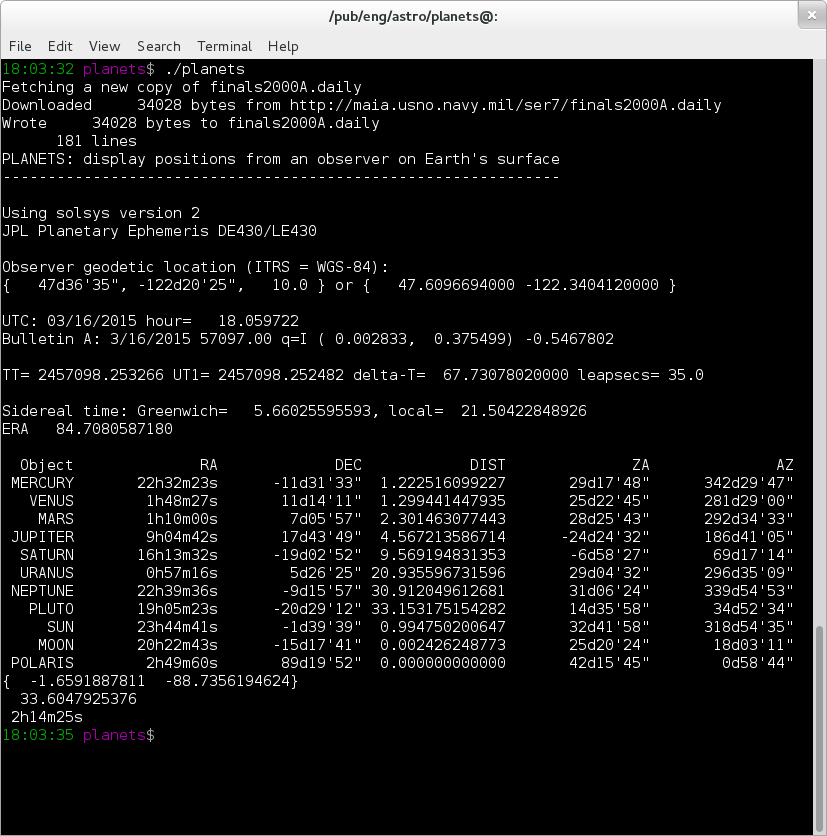 /pub/eng/astro/planets@:
File Edit View Search Terminal Help
18:03:32 planets$ ./planets
Fetching a new copy of finals2000A.daily
Downloaded     34028 bytes from http://maia.usno.navy.mil/ser7/finals2000A.daily
Wrote     34028 bytes to finals2000A.daily
      181 lines
PLANETS: display positions from an observer on Earth's surface
--------------------------------------------------------------
Using solsys version 2
JPL Planetary Ephemeris DE430/LE430
Observer geodetic location (ITRS = WGS-84):
{   47d36'35", -122d20'25",   10.0 } or {   47.6096694000 -122.3404120000 }
UTC: 03/16/2015 hour=   18.059722
Bulletin A: 3/16/2015 57097.00 q=I ( 0.002833,  0.375499) -0.5467802
TT= 2457098.253266 UT1= 2457098.252482 delta-T=  67.73078020000 leapsecs= 35.0
Sidereal time: Greenwich=   5.66025595593, local=  21.50422848926
ERA   84.7080587180
  Object              RA             DEC            DIST              ZA              AZ
 MERCURY       22h32m23s      -11d31'33"  1.222516099227       29d17'48"      342d29'47"
   VENUS        1h48m27s       11d14'11"  1.299441447935       25d22'45"      281d29'00"
    MARS        1h10m00s        7d05'57"  2.301463077443       28d25'43"      292d34'33"
 JUPITER        9h04m42s       17d43'49"  4.567213586714      -24d24'32"      186d41'05"
  SATURN       16h13m32s      -19d02'52"  9.569194831353       -6d58'27"       69d17'14"
  URANUS        0h57m16s        5d26'25" 20.935596731596       29d04'32"      296d35'09"
 NEPTUNE       22h39m36s       -9d15'57" 30.912049612681       31d06'24"      339d54'53"
   PLUTO       19h05m23s      -20d29'12" 33.153175154282       14d35'58"       34d52'34"
     SUN       23h44m41s       -1d39'39"  0.994750200647       32d41'58"      318d54'35"
    MOON       20h22m43s      -15d17'41"  0.002426248773       25d20'24"       18d03'11"
 POLARIS        2h49m60s       89d19'52"  0.000000000000       42d15'45"        0d58'44"
{  -1.6591887811  -88.7356194624}
  33.6047925376
 2h14m25s
18:03:35 planets$